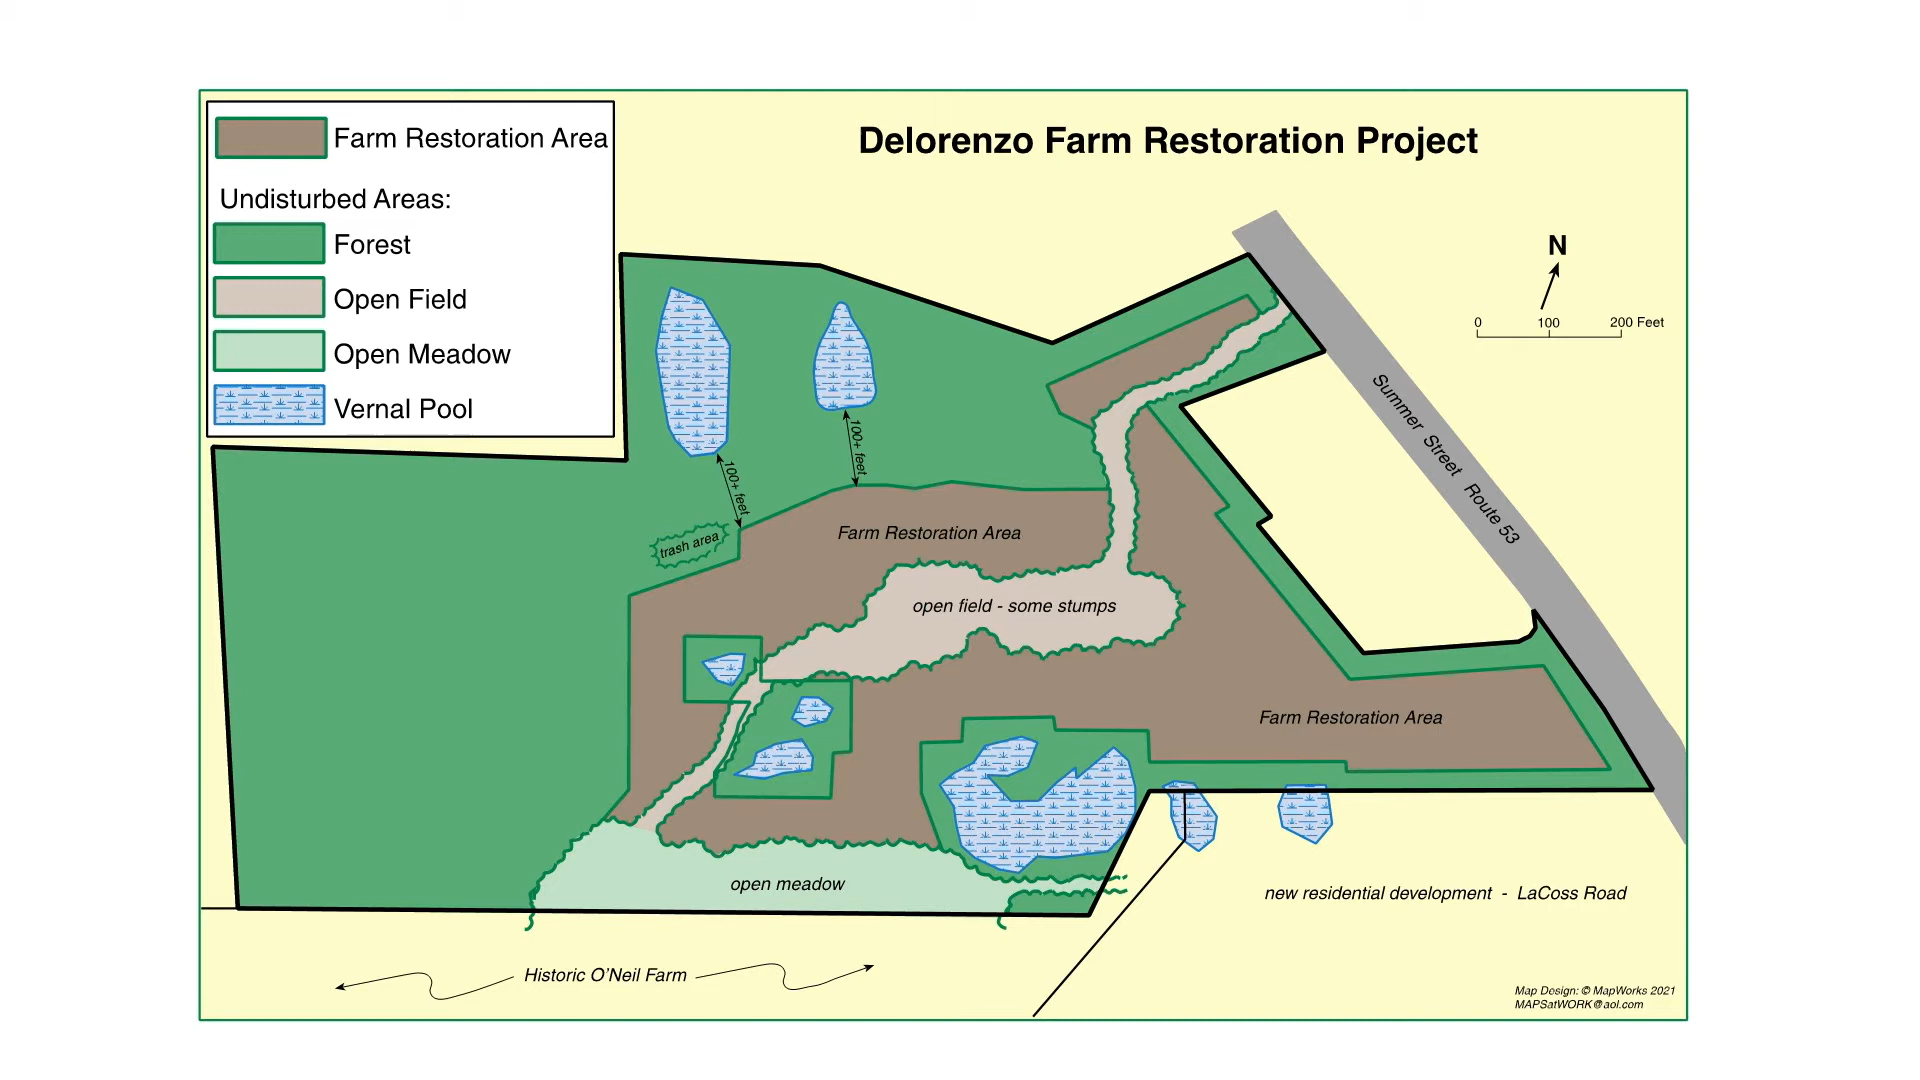 Delorenzo Farm Restoration Project
Farm Restoration Area
Undisturbed Areas:
Forest
Open Field
Open Meadow
Vernal Pool
N
0 100 200 Feet
Summer Street Route 53
100+ feet
100+ feet
trash area
Farm Restoration Area
open field - some stumps
Farm Restoration Area
open meadow
new residential development - LaCoss Road
Historic O'Neil Farm
Map Design: © MapWorks 2021
MAPSatWORK@aol.com